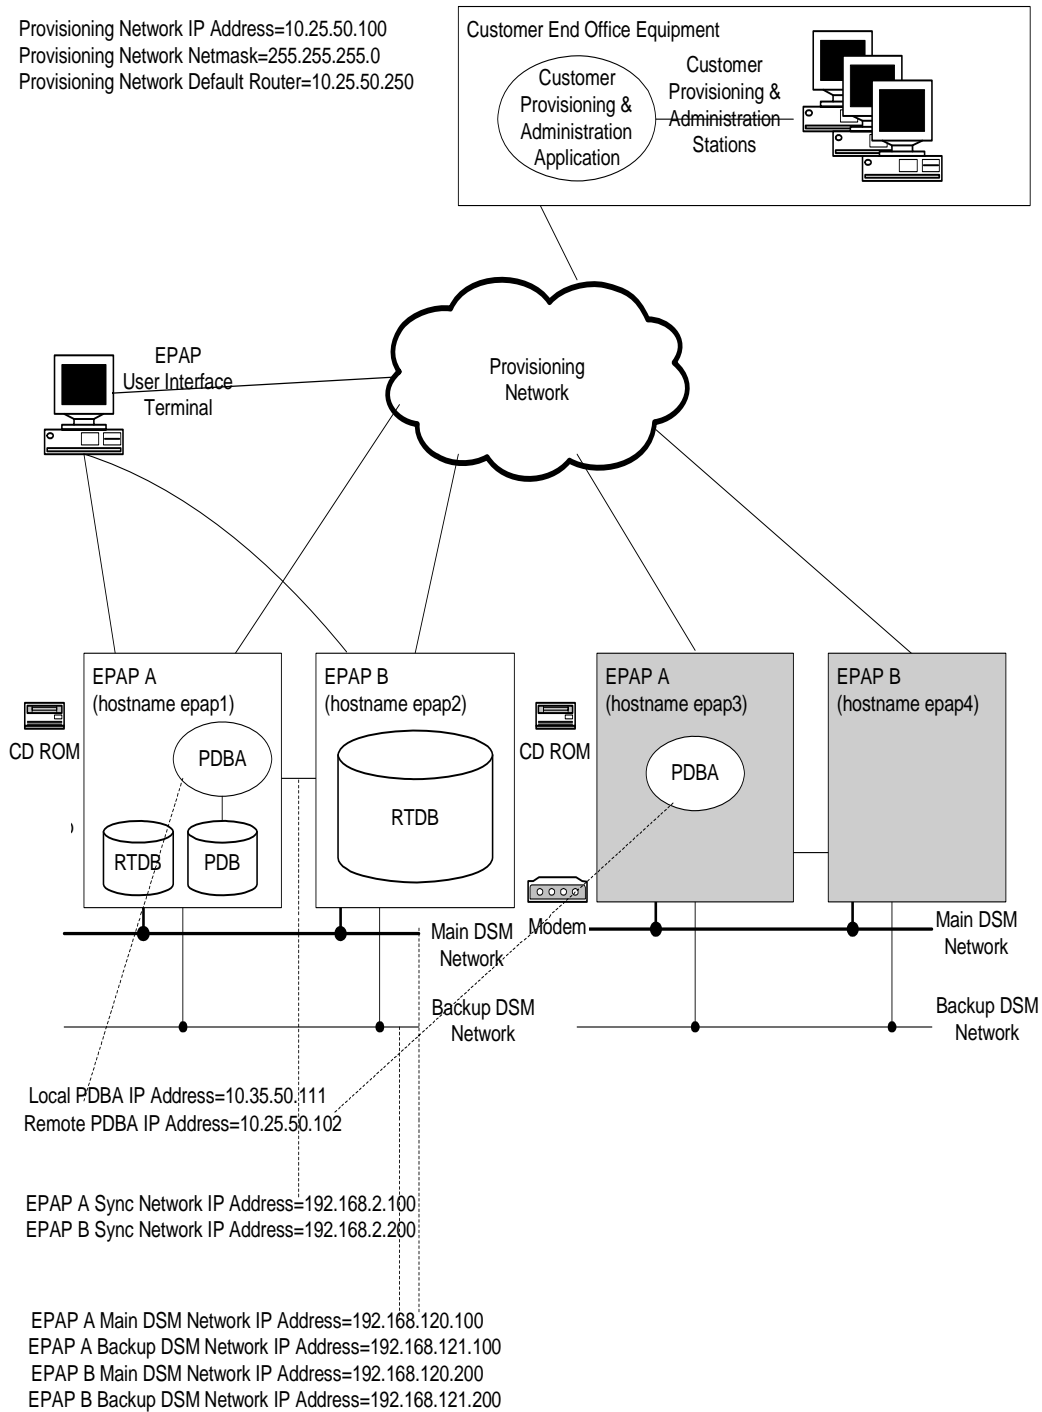 Provisioning Network IP Address=10.25.50.100
Provisioning Network Netmask=255.255.255.0
Provisioning Network Default Router=10.25.50.250
Customer End Office Equipment
Customer
Provisioning &
Administration
Application
Customer
Provisioning &
Administration
Stations
Provisioning
Network
EPAP
User Interface
Terminal
EPAP A
(hostname epap1)
EPAP B
(hostname epap2)
EPAP A
(hostname epap3)
EPAP B
(hostname epap4)
CD ROM
PDBA
RTDB
PDB
RTDB
CD ROM
PDBA
Modem
Main DSM
Network
Main DSM
Network
Backup DSM
Network
Backup DSM
Network
Local PDBA IP Address=10.35.50.111
Remote PDBA IP Address=10.25.50.102
EPAP A Sync Network IP Address=192.168.2.100
EPAP B Sync Network IP Address=192.168.2.200
EPAP A Main DSM Network IP Address=192.168.120.100
EPAP A Backup DSM Network IP Address=192.168.121.100
EPAP B Main DSM Network IP Address=192.168.120.200
EPAP B Backup DSM Network IP Address=192.168.121.200